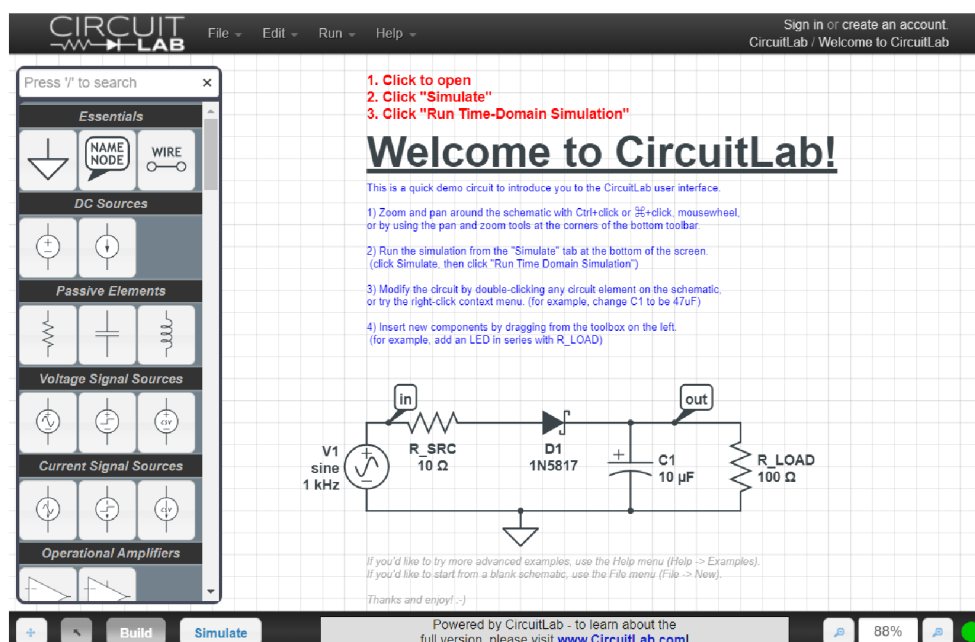 CIRCUIT
LAB
File Edit Run Help
Sign in or create an account.
CircuitLab / Welcome to CircuitLab
Press '/' to search ×
Essentials
NAME
NODE
WIRE
DC Sources
Passive Elements
Voltage Signal Sources
csv
Current Signal Sources
csv
Operational Amplifiers
1. Click to open
2. Click "Simulate"
3. Click "Run Time-Domain Simulation"
Welcome to CircuitLab!
This is a quick demo circuit to introduce you to the CircuitLab user interface.
1) Zoom and pan around the schematic with Ctrl+click or ⌘+click, mousewheel,
or by using the pan and zoom tools at the corners of the bottom toolbar.
2) Run the simulation from the "Simulate" tab at the bottom of the screen.
(click Simulate, then click "Run Time Domain Simulation")
3) Modify the circuit by double-clicking any circuit element on the schematic,
or try the right-click context menu. (for example, change C1 to be 47uF)
4) Insert new components by dragging from the toolbox on the left.
(for example, add an LED in series with R_LOAD)
in
out
V1
sine
1 kHz
R_SRC
10 Ω
D1
1N5817
C1
10 µF
R_LOAD
100 Ω
If you'd like to try more advanced examples, use the Help menu (Help -> Examples).
If you'd like to start from a blank schematic, use the File menu (File -> New).
Thanks and enjoy! :-)
Build
Simulate
Powered by CircuitLab - to learn about the
full version, please visit www.CircuitLab.com!
88%